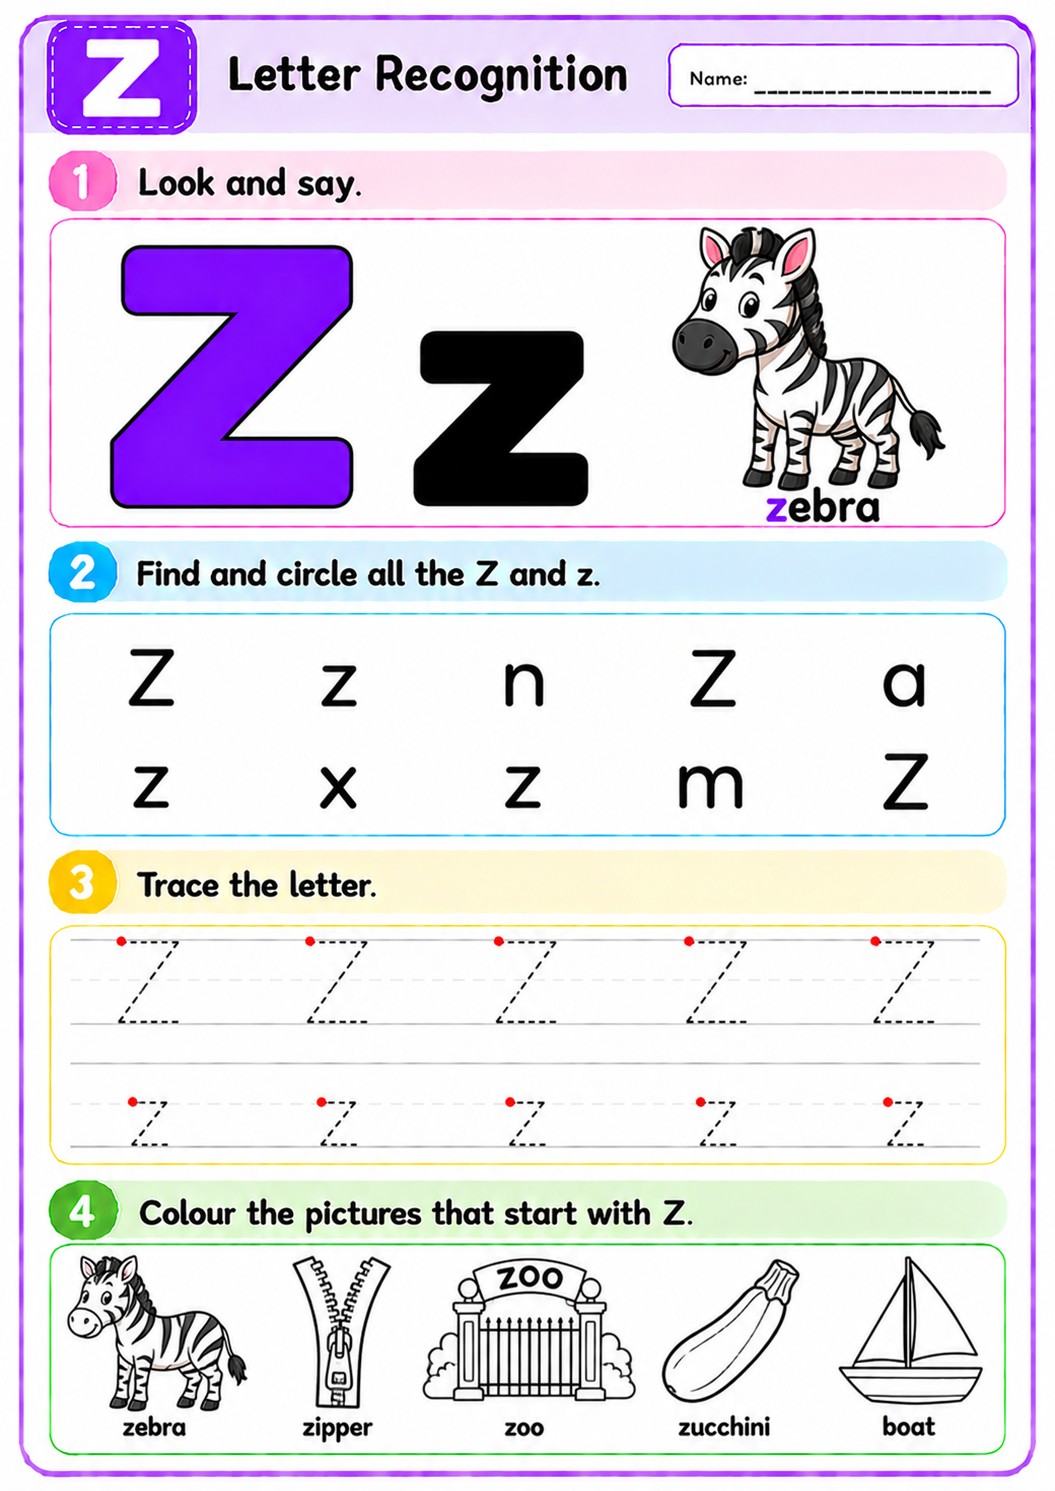 Z
Letter Recognition
Name: ____________________
1 Look and say.
Z z
zebra
2 Find and circle all the Z and z.
Z z n Z a
z x z m Z
3 Trace the letter.
Z Z Z Z Z
z z z z z
4 Colour the pictures that start with Z.
ZOO
zebra zipper zoo zucchini boat